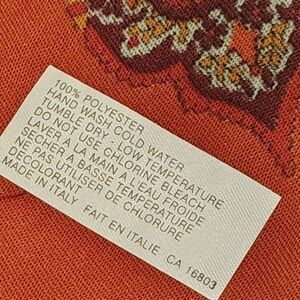 100% POLYESTER
HAND WASH COLD WATER
TUMBLE DRY - LOW TEMPERATURE
DO NOT USE CHLORINE BLEACH
LAVER A LA MAIN A L'EAU FROIDE
SECHER A BASSE TEMPERATURE
NE PAS UTILISER DE CHLORURE
DECOLORANT
MADE IN ITALY FAIT EN ITALIE CA 16803